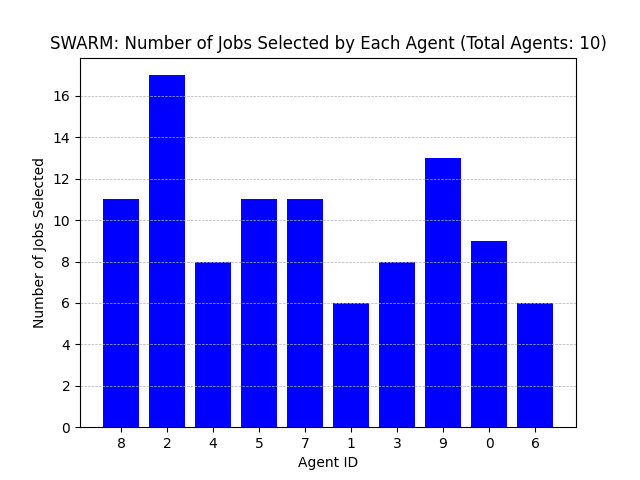 SWARM: Number of Jobs Selected by Each Agent (Total Agents: 10)
Number of Jobs Selected
16
14
12
10
8
6
4
2
0
8 2 4 5 7 1 3 9 0 6
Agent ID